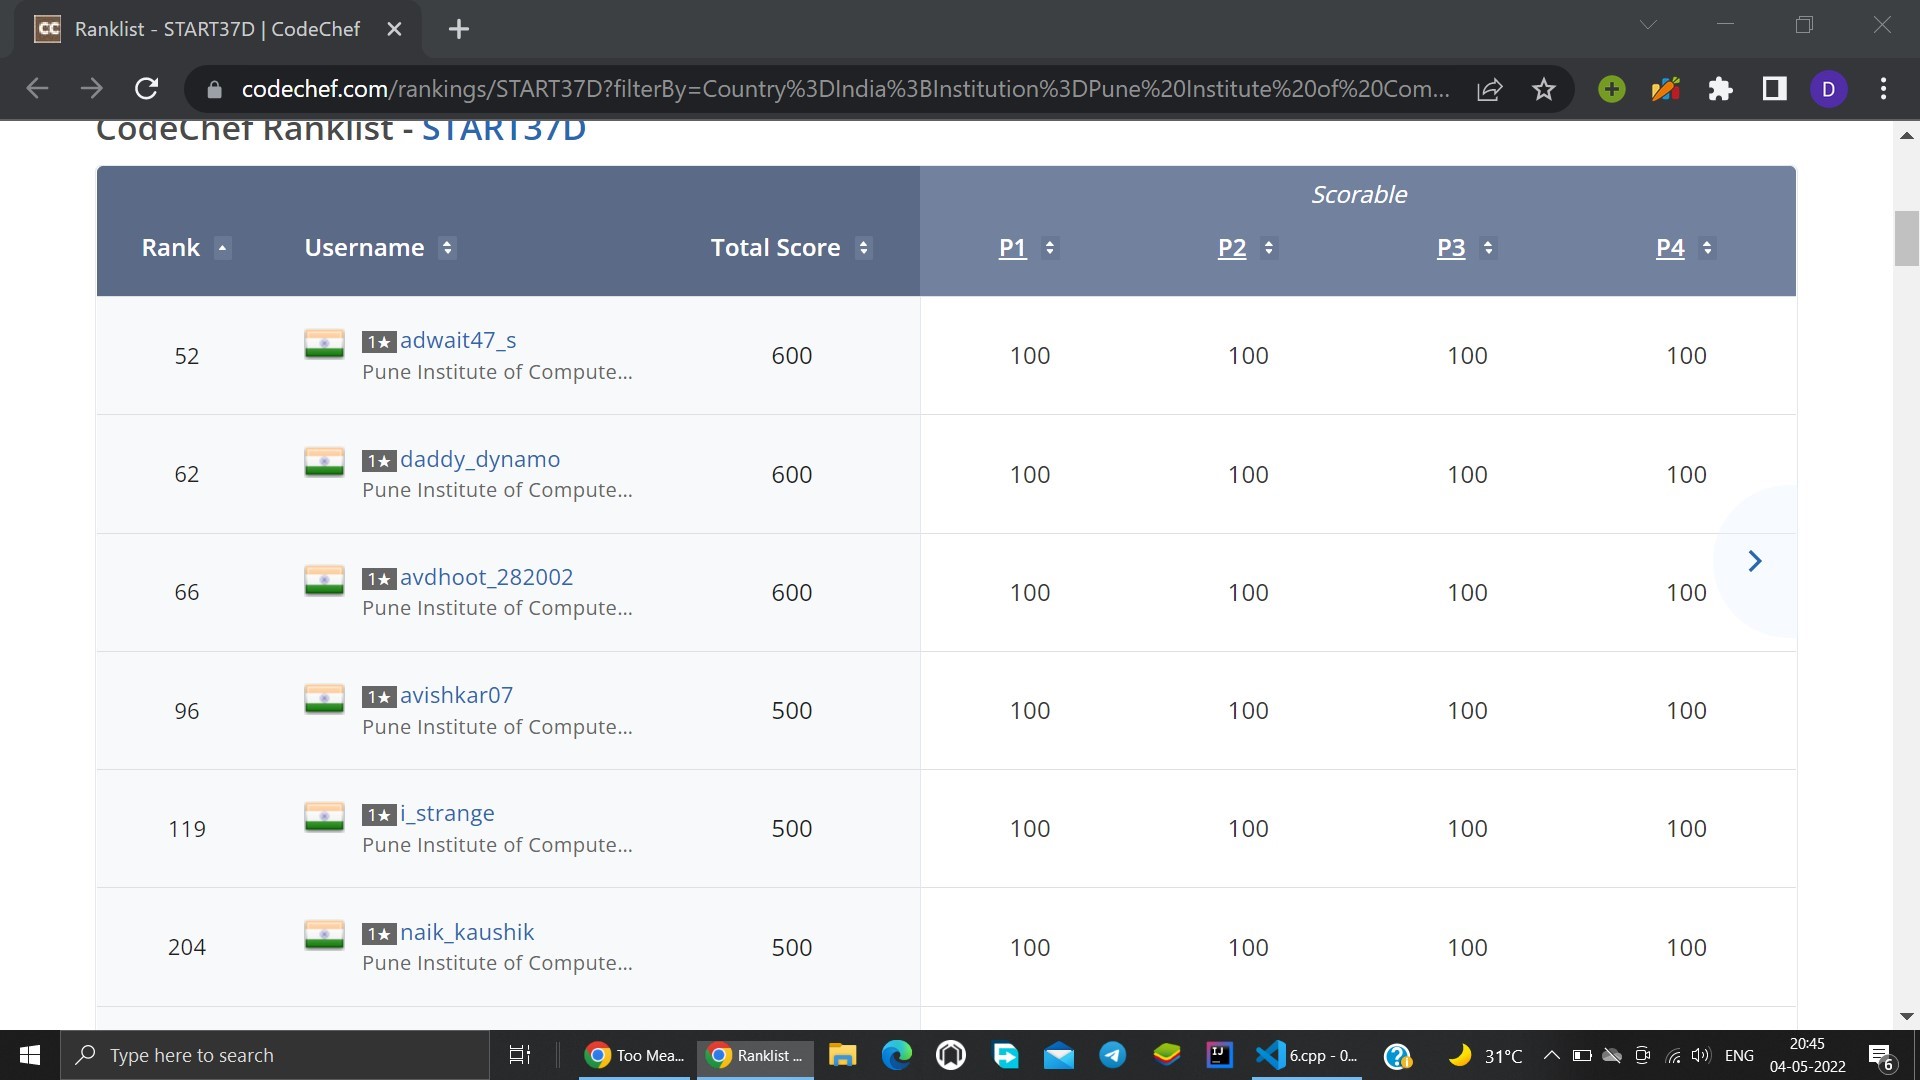 Ranklist - START37D | CodeChef
codechef.com/rankings/START37D?filterBy=Country%3DIndia%3BInstitution%3DPune%20Institute%20of%20Com...
D
CodeChef Ranklist - START37D
Scorable
Rank Username Total Score P1 P2 P3 P4
52 1★ adwait47_s 600 100 100 100 100
Pune Institute of Compute...
62 1★ daddy_dynamo 600 100 100 100 100
Pune Institute of Compute...
66 1★ avdhoot_282002 600 100 100 100 100
Pune Institute of Compute...
96 1★ avishkar07 500 100 100 100 100
Pune Institute of Compute...
119 1★ i_strange 500 100 100 100 100
Pune Institute of Compute...
204 1★ naik_kaushik 500 100 100 100 100
Pune Institute of Compute...
Type here to search Too Mea... Ranklist ... 6.cpp - 0... 31°C ENG 20:45
04-05-2022
6